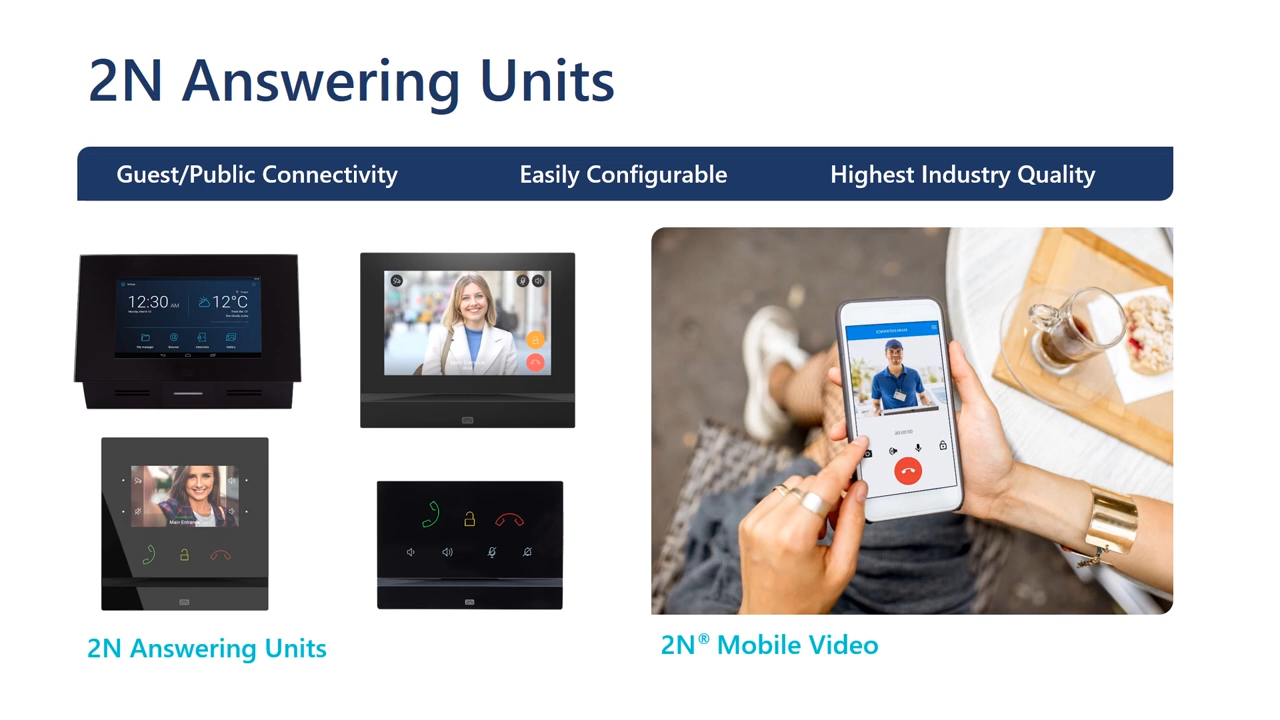 2N Answering Units
Guest/Public Connectivity
Easily Configurable
Highest Industry Quality
12:30 AM
12°C
Main Entrance
2N Answering Units
2N® Mobile Video